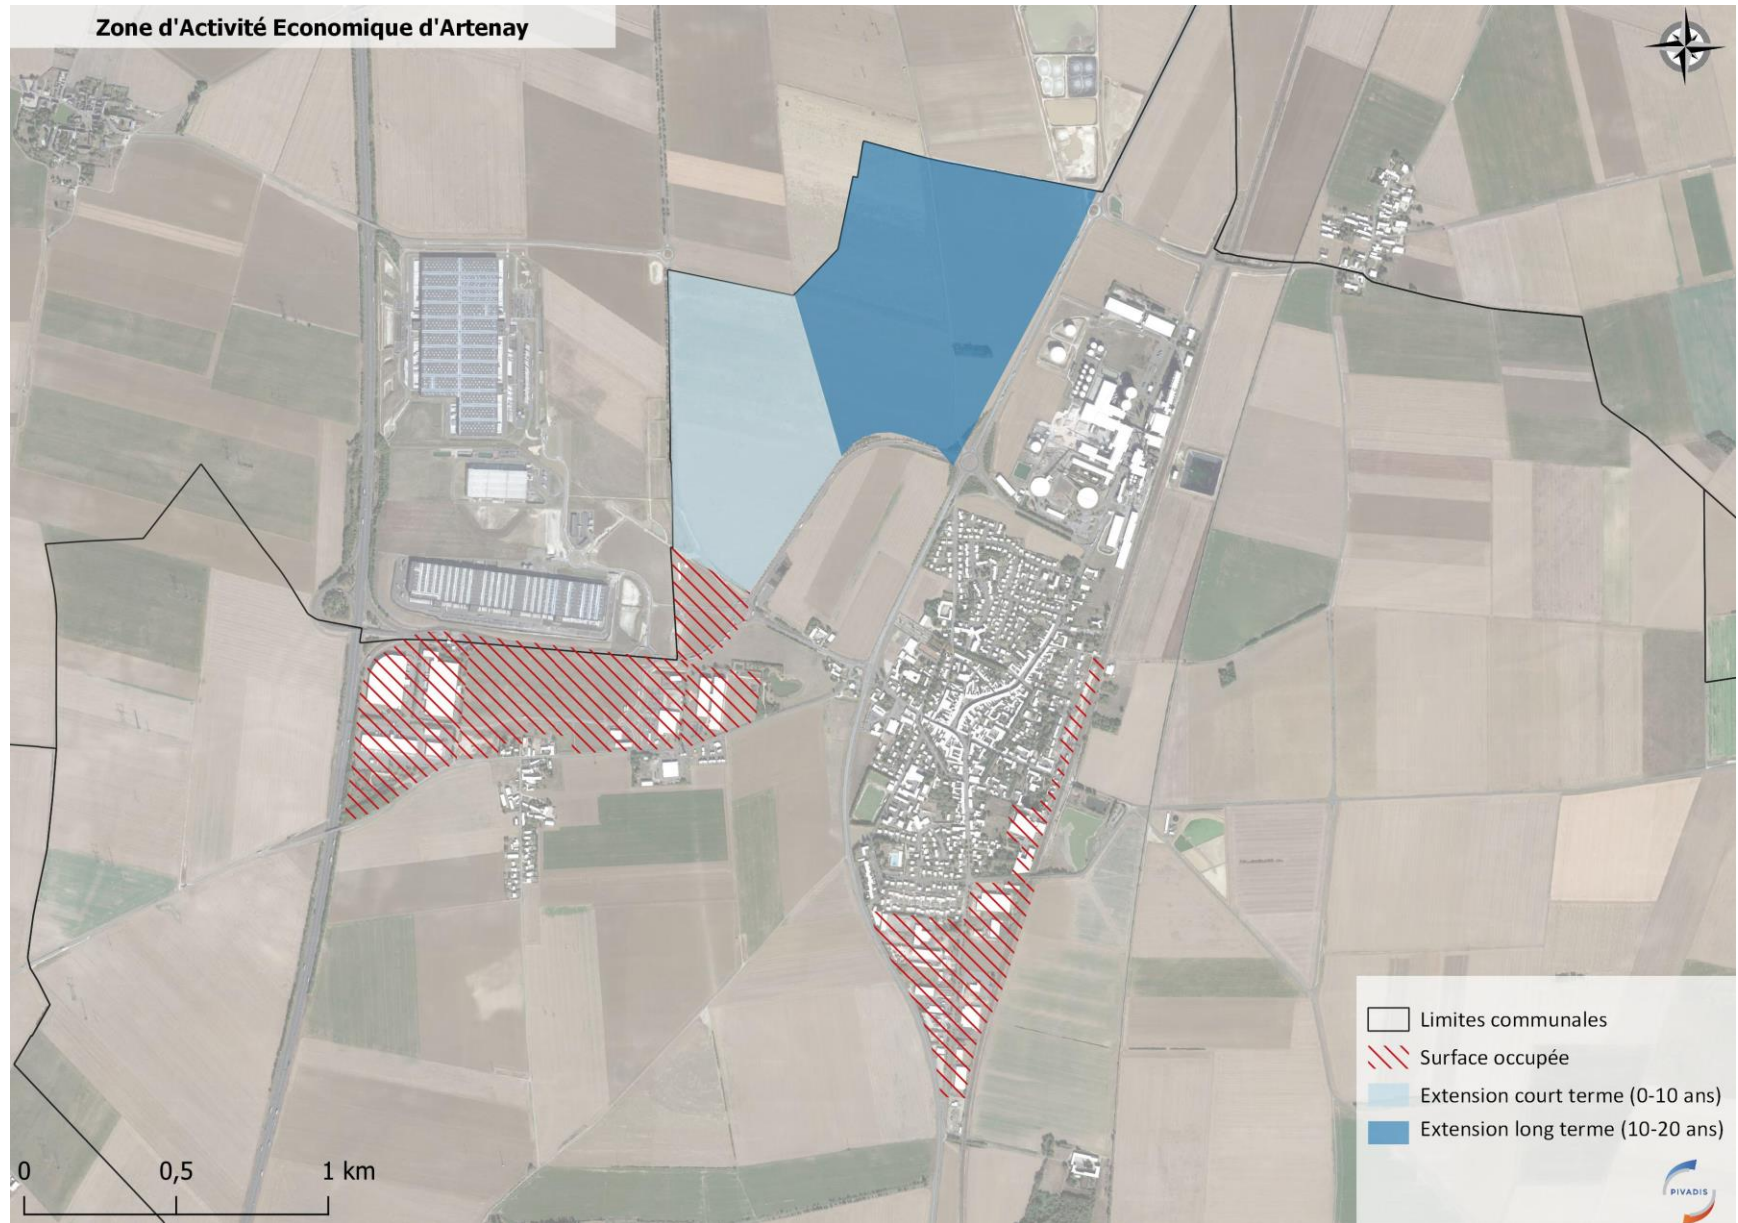 Zone d'Activité Economique d'Artenay
Limites communales
Surface occupée
Extension court terme (0-10 ans)
Extension long terme (10-20 ans)
0 0,5 1 km
PIVADIS